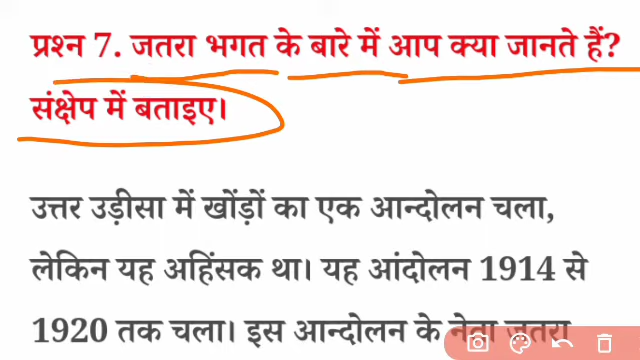 प्रश्न 7. जतरा भगत के बारे में आप क्या जानते हैं?
संक्षेप में बताइए।
उत्तर उड़ीसा में खोंड़ों का एक आन्दोलन चला,
लेकिन यह अहिंसक था। यह आंदोलन 1914 से
1920 तक चला। इस आन्दोलन के नेता जतरा